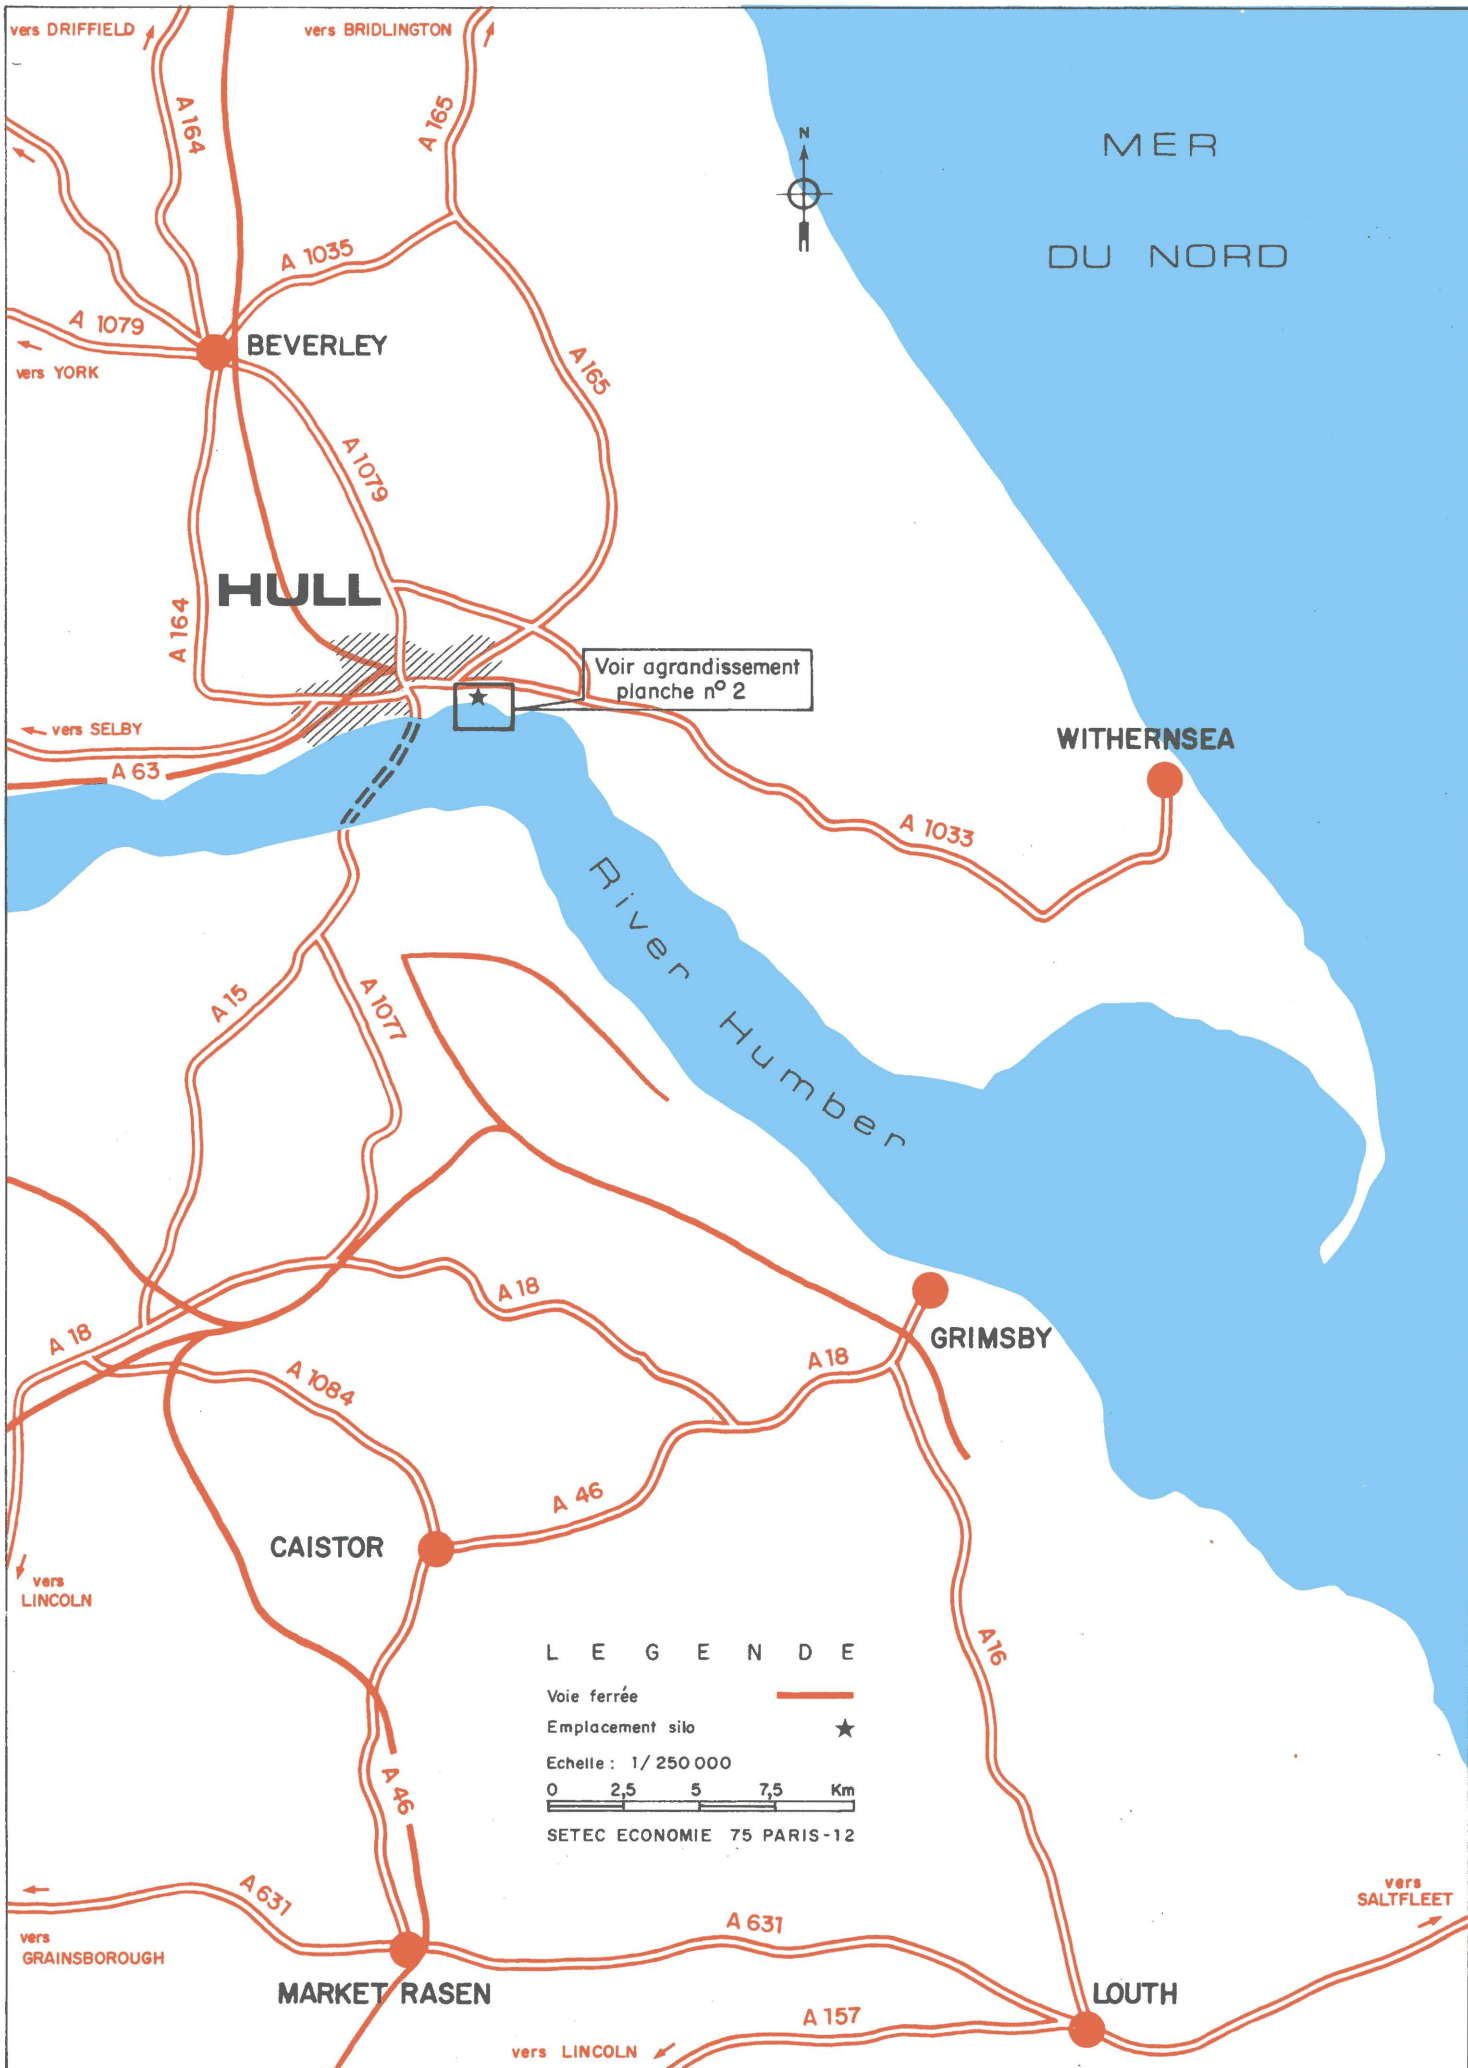 vers DRIFFIELD
vers BRIDLINGTON
A 164
A 165
N
MER
DU NORD
A 1035
A 1079
vers YORK
BEVERLEY
A 165
A 1079
HULL
A 164
Voir agrandissement
planche nº 2
vers SELBY
A 63
WITHERNSEA
A 1033
River Humber
A 15
A 1077
A 18
A 18
GRIMSBY
A 18
A 1084
A 46
CAISTOR
vers
LINCOLN
A16
L E G E N D E
Voie ferrée
Emplacement silo
Echelle : 1/ 250 000
0 2,5 5 7,5 Km
SETEC ECONOMIE 75 PARIS-12
A 46
A 631
vers
GRAINSBOROUGH
A 631
vers
SALTFLEET
MARKET RASEN
LOUTH
A 157
vers LINCOLN